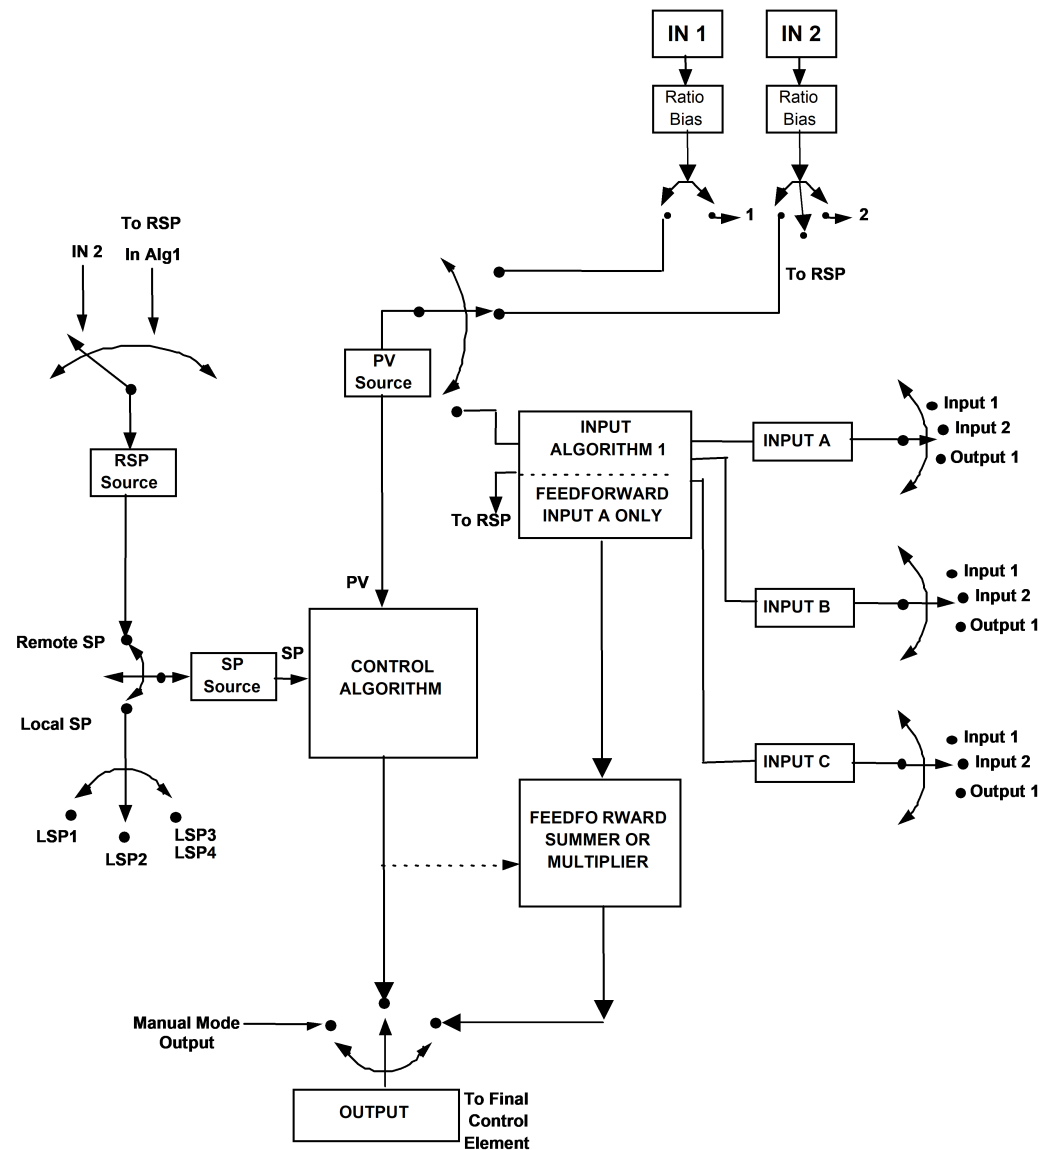 IN 1
IN 2
Ratio
Bias
Ratio
Bias
1
2
To RSP
To RSP
IN 2
In Alg1
PV
Source
RSP
Source
INPUT
ALGORITHM 1
FEEDFORWARD
INPUT A ONLY
To RSP
INPUT A
Input 1
Input 2
Output 1
PV
INPUT B
Input 1
Input 2
Output 1
Remote SP
SP
Source
SP
CONTROL
ALGORITHM
Local SP
INPUT C
Input 1
Input 2
Output 1
LSP1
LSP2
LSP3
LSP4
FEEDFO RWARD
SUMMER OR
MULTIPLIER
Manual Mode
Output
OUTPUT
To Final
Control
Element